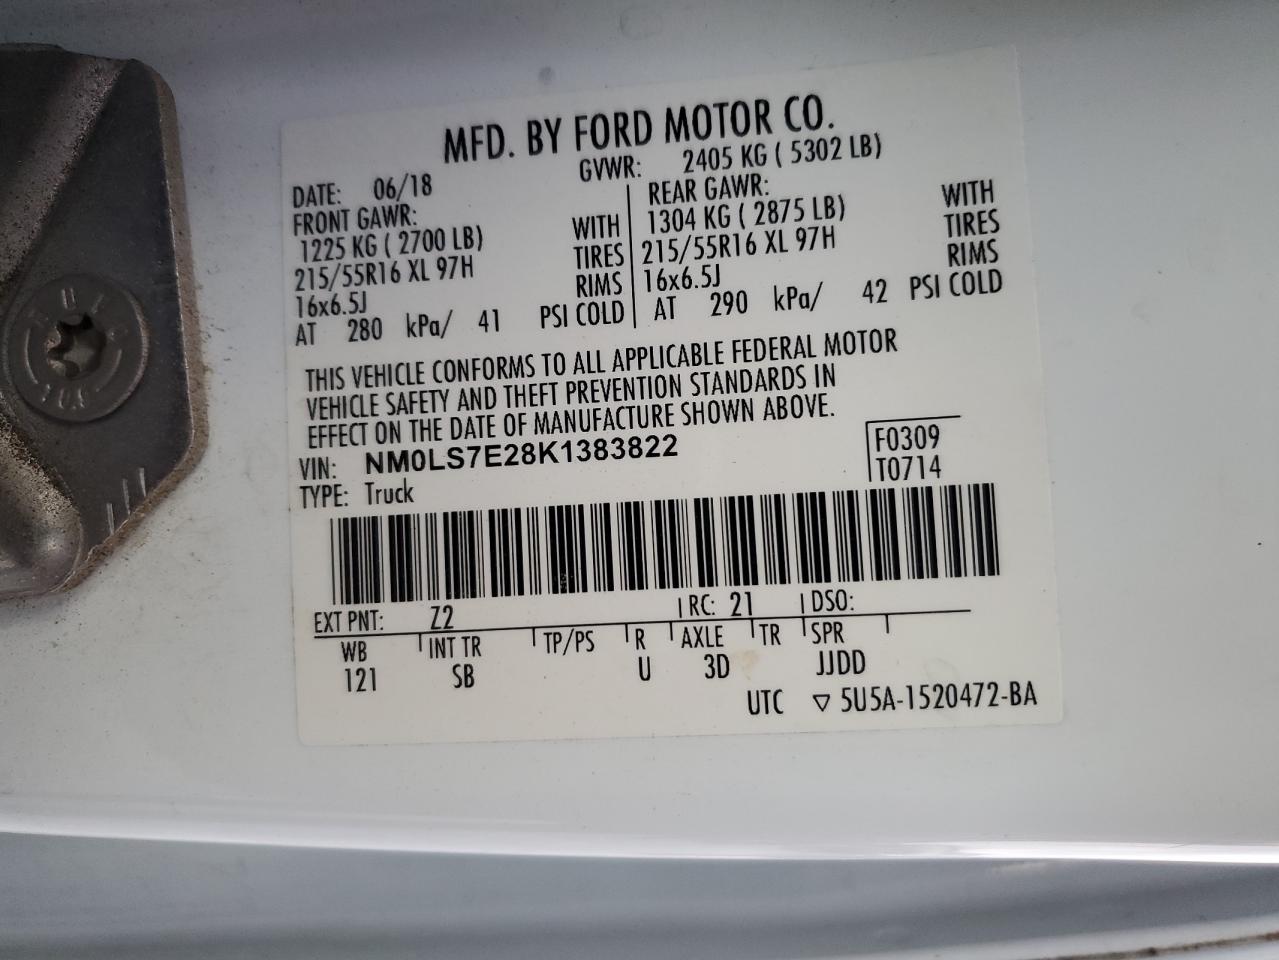 MFD. BY FORD MOTOR CO.
DATE: 06/18 GVWR: 2405 KG ( 5302 LB)
FRONT GAWR:
1225 KG ( 2700 LB) WITH
215/55R16 XL 97H TIRES
16x6.5J RIMS
AT 280 kPa/ 41 PSI COLD
REAR GAWR:
1304 KG ( 2875 LB) WITH
215/55R16 XL 97H TIRES
16x6.5J RIMS
AT 290 kPa/ 42 PSI COLD
THIS VEHICLE CONFORMS TO ALL APPLICABLE FEDERAL MOTOR
VEHICLE SAFETY AND THEFT PREVENTION STANDARDS IN
EFFECT ON THE DATE OF MANUFACTURE SHOWN ABOVE.
VIN: NM0LS7E28K1383822
TYPE: Truck
F0309
T0714
EXT PNT: Z2 RC: 21 DSO:
WB INT TR TP/PS R AXLE TR SPR
121 SB U 3D JJDD
UTC ▽ 5U5A-1520472-BA